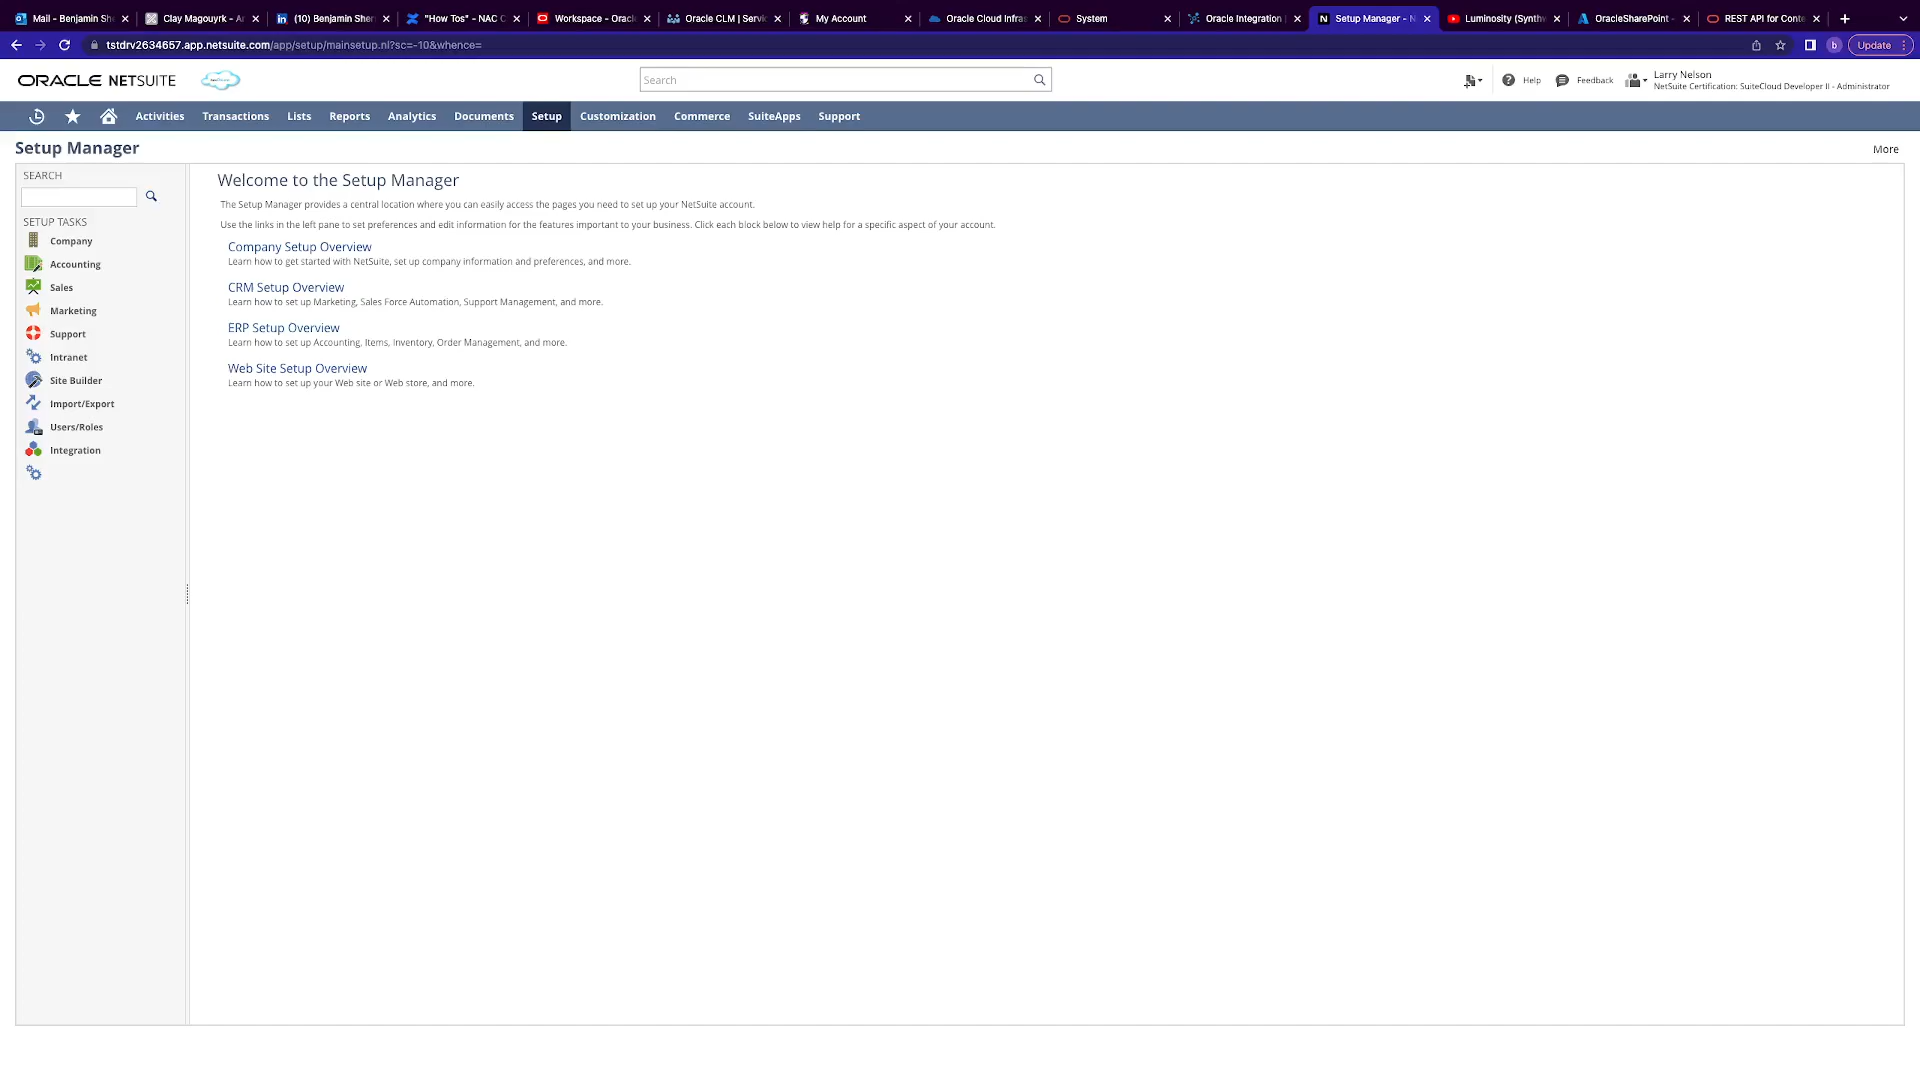 Mail - Benjamin She
Clay Magouyrk - Ar
(10) Benjamin Sher
"How Tos" - NAC C
Workspace - Oracl
Oracle CLM | Servi
My Account
Oracle Cloud Infra
System
Oracle Integration
Setup Manager - N
Luminosity (Synthw
OracleSharePoint -
REST API for Conte
tstdrv2634657.app.netsuite.com/app/setup/mainsetup.nl?sc=-10&whence=
b
Update
ORACLE NETSUITE
Search
Help
Feedback
Larry Nelson
NetSuite Certification: SuiteCloud Developer II - Administrator
Activities
Transactions
Lists
Reports
Analytics
Documents
Setup
Customization
Commerce
SuiteApps
Support
Setup Manager
More
SEARCH
SETUP TASKS
Company
Accounting
Sales
Marketing
Support
Intranet
Site Builder
Import/Export
Users/Roles
Integration
Welcome to the Setup Manager
The Setup Manager provides a central location where you can easily access the pages you need to set up your NetSuite account.
Use the links in the left pane to set preferences and edit information for the features important to your business. Click each block below to view help for a specific aspect of your account.
Company Setup Overview
Learn how to get started with NetSuite, set up company information and preferences, and more.
CRM Setup Overview
Learn how to set up Marketing, Sales Force Automation, Support Management, and more.
ERP Setup Overview
Learn how to set up Accounting, Items, Inventory, Order Management, and more.
Web Site Setup Overview
Learn how to set up your Web site or Web store, and more.